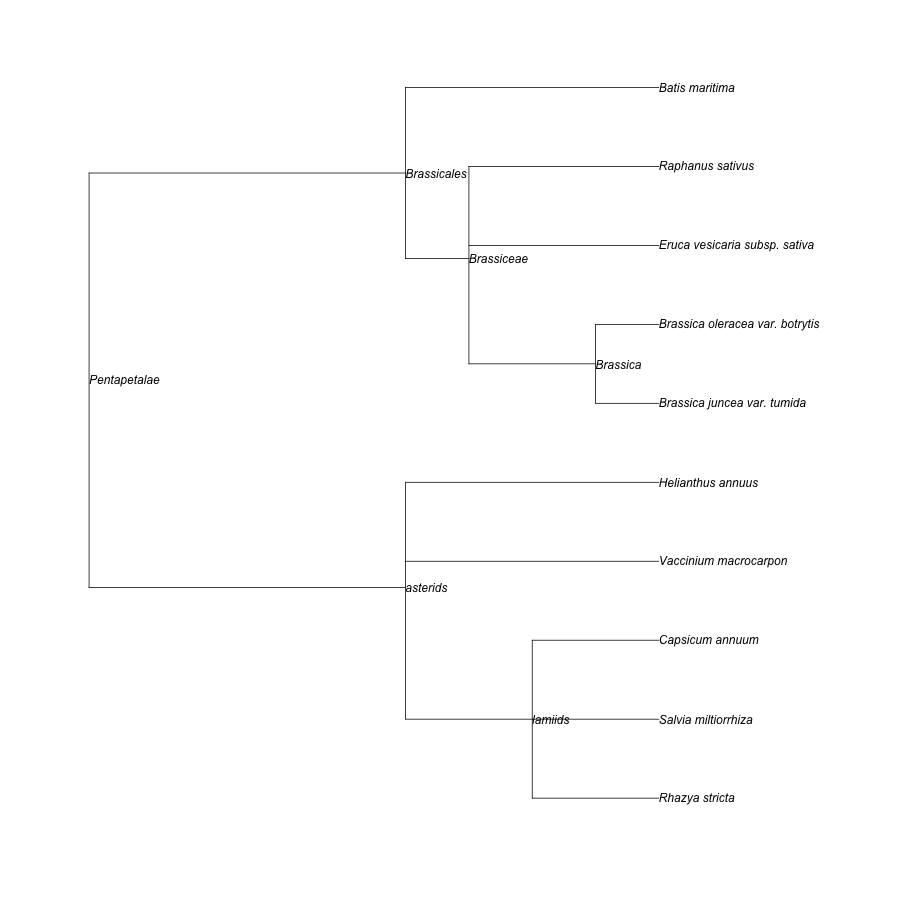 Batis maritima
Raphanus sativus
Brassicales
Eruca vesicaria subsp. sativa
Brassiceae
Brassica oleracea var. botrytis
Brassica
Pentapetalae
Brassica juncea var. tumida
Helianthus annuus
Vaccinium macrocarpon
asterids
Capsicum annuum
lamiids
Salvia miltiorrhiza
Rhazya stricta